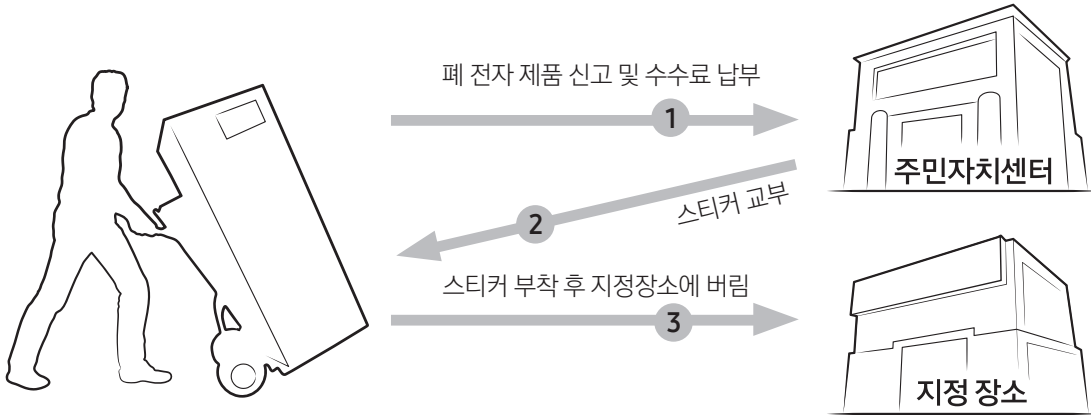 폐 전자 제품 신고 및 수수료 납부
1
주민자치센터
스티커 교부
2
스티커 부착 후 지정장소에 버림
3
지정 장소